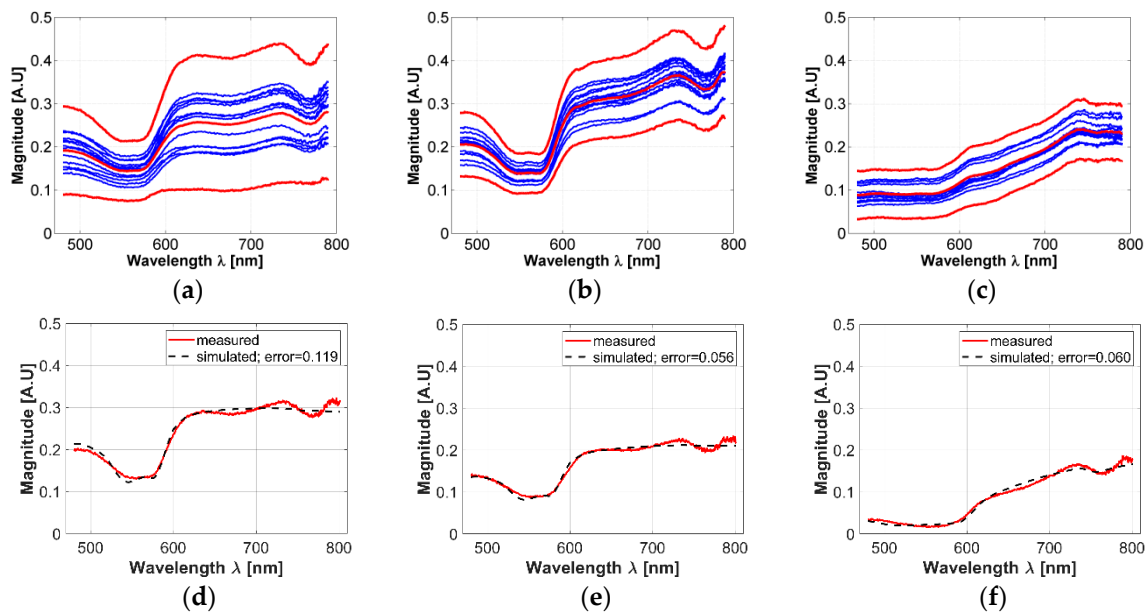 0.5
0.4
0.3
0.2
0.1
0
Magnitude [A.U]
500 600 700 800
Wavelength λ [nm]
(a)
0.5
0.4
0.3
0.2
0.1
0
Magnitude [A.U]
500 600 700 800
Wavelength λ [nm]
(b)
0.5
0.4
0.3
0.2
0.1
0
Magnitude [A.U]
500 600 700 800
Wavelength λ [nm]
(c)
0.5
0.4
0.3
0.2
0.1
0
Magnitude [A.U]
measured
simulated; error=0.119
500 600 700 800
Wavelength λ [nm]
(d)
0.5
0.4
0.3
0.2
0.1
0
Magnitude [A.U]
measured
simulated; error=0.056
500 600 700 800
Wavelength λ [nm]
(e)
0.5
0.4
0.3
0.2
0.1
0
Magnitude [A.U]
measured
simulated; error=0.060
500 600 700 800
Wavelength λ [nm]
(f)